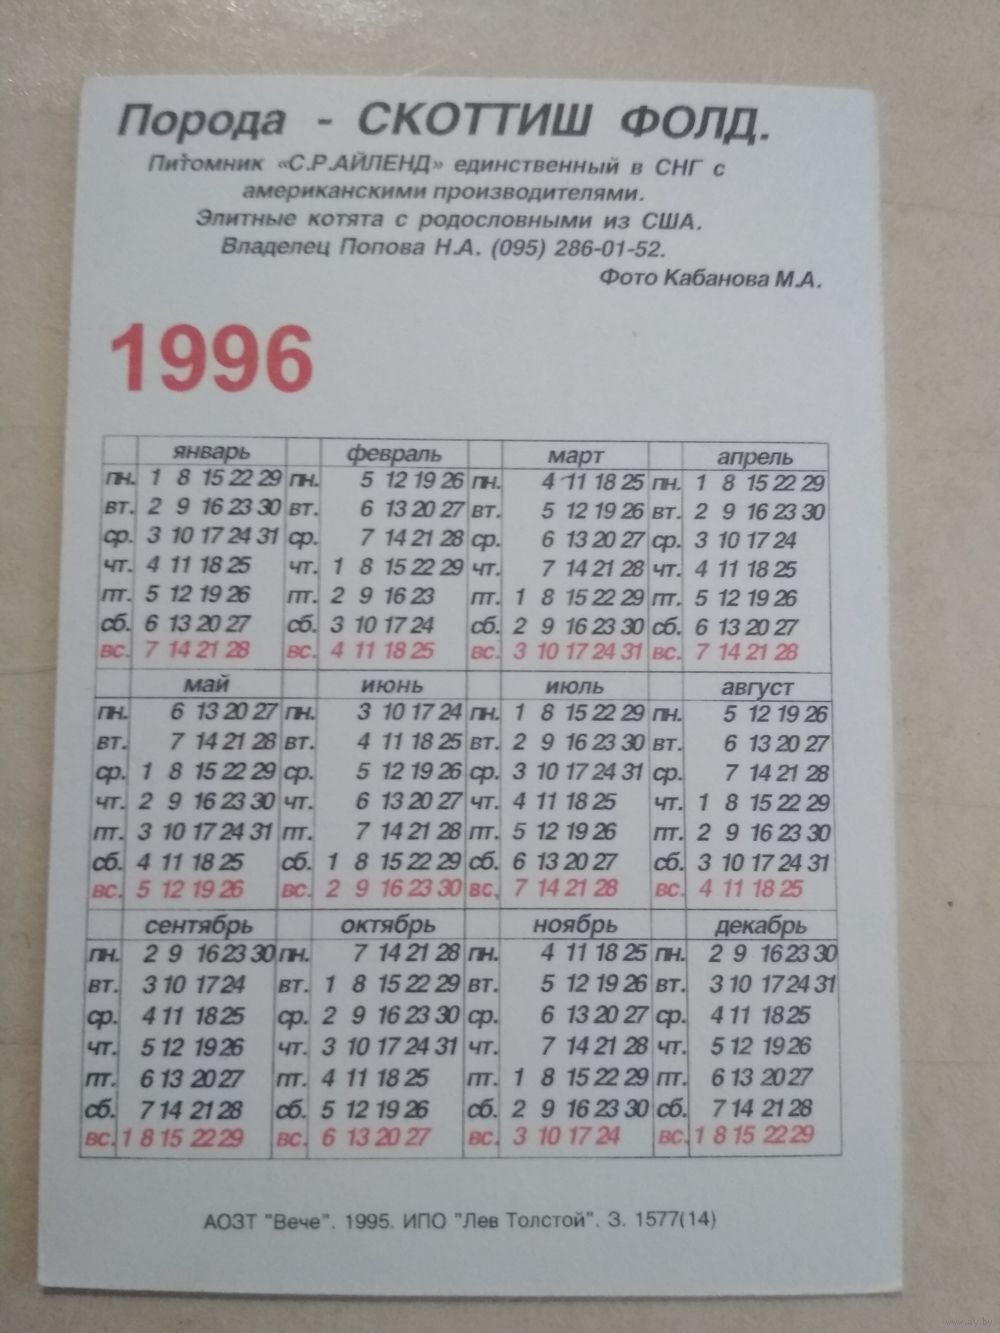 Порода - СКОТТИШ ФОЛД.
Питомник «С.Р.АЙЛЕНД» единственный в СНГ с
американскими производителями.
Элитные котята с родословными из США.
Владелец Попова Н.А. (095) 286-01-52.
Фото Кабанова М.А.
1996
январь февраль март апрель
пн. 1 8 15 22 29 пн. 5 12 19 26 пн. 4 11 18 25 пн. 1 8 15 22 29
вт. 2 9 16 23 30 вт. 6 13 20 27 вт. 5 12 19 26 вт. 2 9 16 23 30
ср. 3 10 17 24 31 ср. 7 14 21 28 ср. 6 13 20 27 ср. 3 10 17 24
чт. 4 11 18 25 чт. 1 8 15 22 29 чт. 7 14 21 28 чт. 4 11 18 25
пт. 5 12 19 26 пт. 2 9 16 23 пт. 1 8 15 22 29 пт. 5 12 19 26
сб. 6 13 20 27 сб. 3 10 17 24 сб. 2 9 16 23 30 сб. 6 13 20 27
вс. 7 14 21 28 вс. 4 11 18 25 вс. 3 10 17 24 31 вс. 7 14 21 28
май июнь июль август
пн. 6 13 20 27 пн. 3 10 17 24 пн. 1 8 15 22 29 пн. 5 12 19 26
вт. 7 14 21 28 вт. 4 11 18 25 вт. 2 9 16 23 30 вт. 6 13 20 27
ср. 1 8 15 22 29 ср. 5 12 19 26 ср. 3 10 17 24 31 ср. 7 14 21 28
чт. 2 9 16 23 30 чт. 6 13 20 27 чт. 4 11 18 25 чт. 1 8 15 22 29
пт. 3 10 17 24 31 пт. 7 14 21 28 пт. 5 12 19 26 пт. 2 9 16 23 30
сб. 4 11 18 25 сб. 1 8 15 22 29 сб. 6 13 20 27 сб. 3 10 17 24 31
вс. 5 12 19 26 вс. 2 9 16 23 30 вс. 7 14 21 28 вс. 4 11 18 25
сентябрь октябрь ноябрь декабрь
пн. 2 9 16 23 30 пн. 7 14 21 28 пн. 4 11 18 25 пн. 2 9 16 23 30
вт. 3 10 17 24 вт. 1 8 15 22 29 вт. 5 12 19 26 вт. 3 10 17 24 31
ср. 4 11 18 25 ср. 2 9 16 23 30 ср. 6 13 20 27 ср. 4 11 18 25
чт. 5 12 19 26 чт. 3 10 17 24 31 чт. 7 14 21 28 чт. 5 12 19 26
пт. 6 13 20 27 пт. 4 11 18 25 пт. 1 8 15 22 29 пт. 6 13 20 27
сб. 7 14 21 28 сб. 5 12 19 26 сб. 2 9 16 23 30 сб. 7 14 21 28
вс. 1 8 15 22 29 вс. 6 13 20 27 вс. 3 10 17 24 вс. 1 8 15 22 29
АОЗТ "Вече". 1995. ИПО "Лев Толстой". З. 1577(14)
www.ay.by